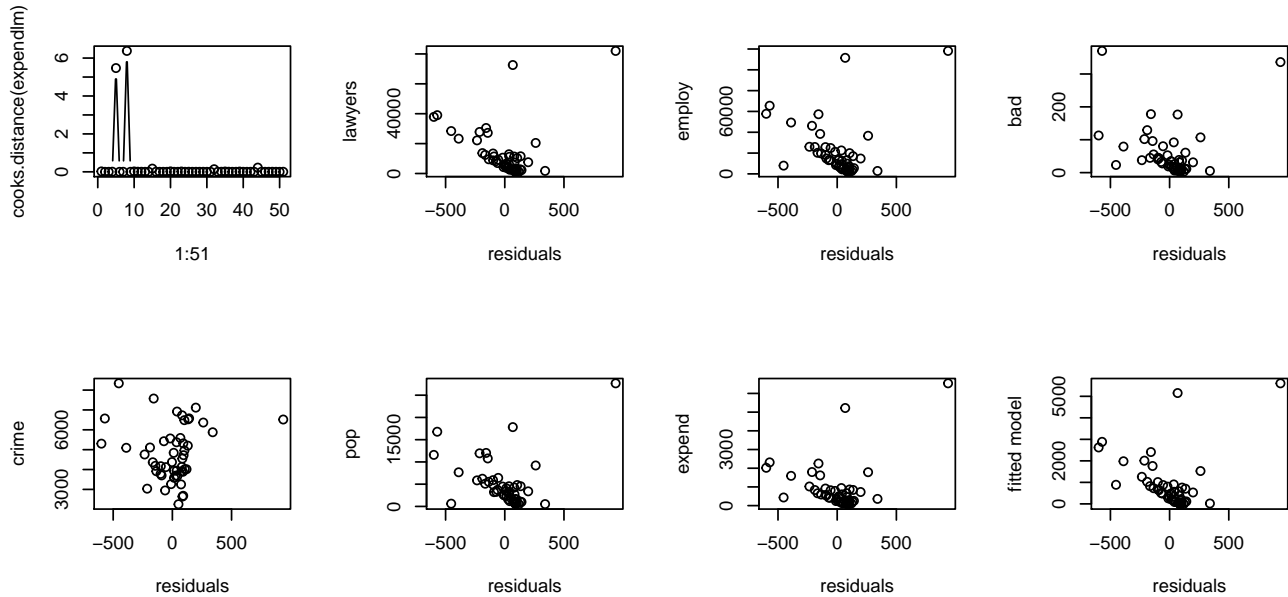 cooks.distance(expendlm)
6
4
2
0
0 10 20 30 40 50
1:51
lawyers
40000
0
−500 0 500
residuals
employ
60000
0
−500 0 500
residuals
bad
200
0
−500 0 500
residuals
crime
6000
3000
−500 0 500
residuals
pop
15000
0
−500 0 500
residuals
expend
3000
0
−500 0 500
residuals
fitted model
5000
2000
0
−500 0 500
residuals